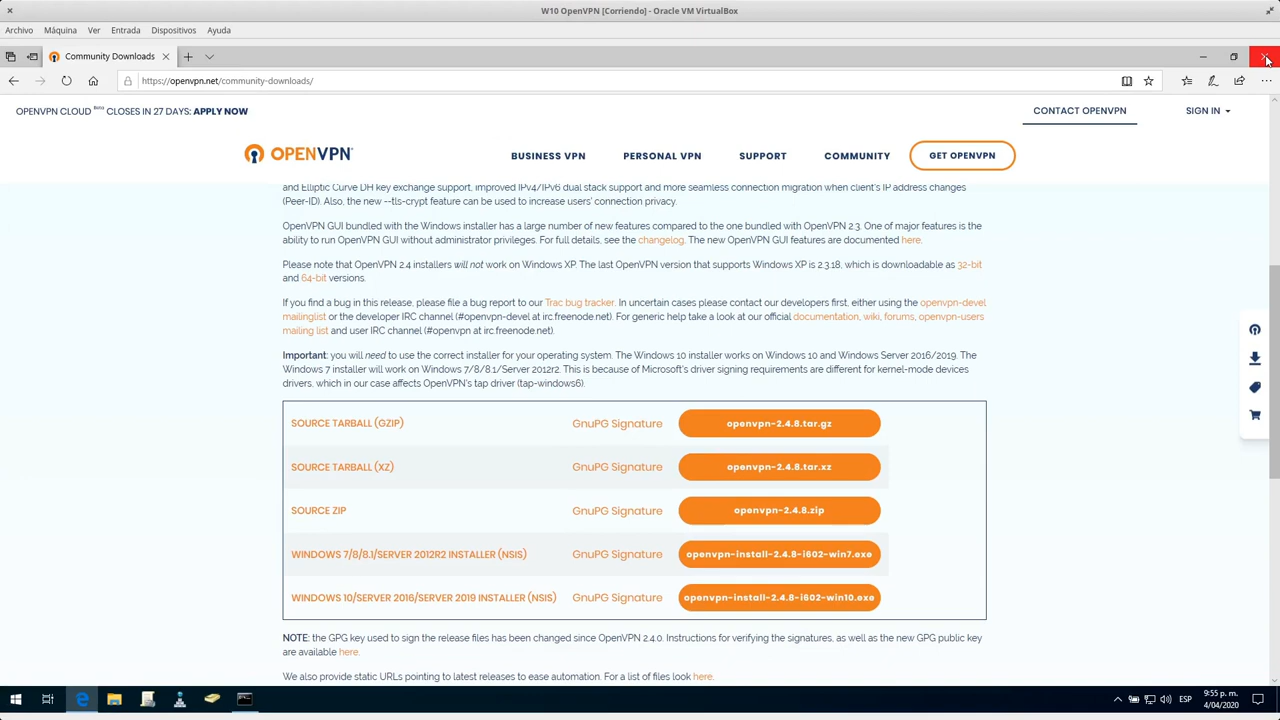 W10 OpenVPN [Corriendo] - Oracle VM VirtualBox
Archivo Máquina Ver Entrada Dispositivos Ayuda
Community Downloads
https://openvpn.net/community-downloads/
OPENVPN CLOUD Beta CLOSES IN 27 DAYS: APPLY NOW
CONTACT OPENVPN
SIGN IN
OPENVPN
BUSINESS VPN
PERSONAL VPN
SUPPORT
COMMUNITY
GET OPENVPN
and Elliptic Curve DH key exchange support, improved IPv4/IPv6 dual stack support and more seamless connection migration when client's IP address changes
(Peer-ID). Also, the new --tls-crypt feature can be used to increase users' connection privacy.
OpenVPN GUI bundled with the Windows installer has a large number of new features compared to the one bundled with OpenVPN 2.3. One of major features is the
ability to run OpenVPN GUI without administrator privileges. For full details, see the changelog. The new OpenVPN GUI features are documented here.
Please note that OpenVPN 2.4 installers will not work on Windows XP. The last OpenVPN version that supports Windows XP is 2.3.18, which is downloadable as 32-bit
and 64-bit versions.
If you find a bug in this release, please file a bug report to our Trac bug tracker. In uncertain cases please contact our developers first, either using the openvpn-devel
mailinglist or the developer IRC channel (#openvpn-devel at irc.freenode.net). For generic help take a look at our official documentation, wiki, forums, openvpn-users
mailing list and user IRC channel (#openvpn at irc.freenode.net).
Important: you will need to use the correct installer for your operating system. The Windows 10 installer works on Windows 10 and Windows Server 2016/2019. The
Windows 7 installer will work on Windows 7/8/8.1/Server 2012r2. This is because of Microsoft's driver signing requirements are different for kernel-mode devices
drivers, which in our case affects OpenVPN's tap driver (tap-windows6).
SOURCE TARBALL (GZIP) GnuPG Signature openvpn-2.4.8.tar.gz
SOURCE TARBALL (XZ) GnuPG Signature openvpn-2.4.8.tar.xz
SOURCE ZIP GnuPG Signature openvpn-2.4.8.zip
WINDOWS 7/8/8.1/SERVER 2012R2 INSTALLER (NSIS) GnuPG Signature openvpn-install-2.4.8-I602-win7.exe
WINDOWS 10/SERVER 2016/SERVER 2019 INSTALLER (NSIS) GnuPG Signature openvpn-install-2.4.8-I602-win10.exe
NOTE: the GPG key used to sign the release files has been changed since OpenVPN 2.4.0. Instructions for verifying the signatures, as well as the new GPG public key
are available here.
We also provide static URLs pointing to latest releases to ease automation. For a list of files look here.
ESP
9:55 p. m.
4/04/2020